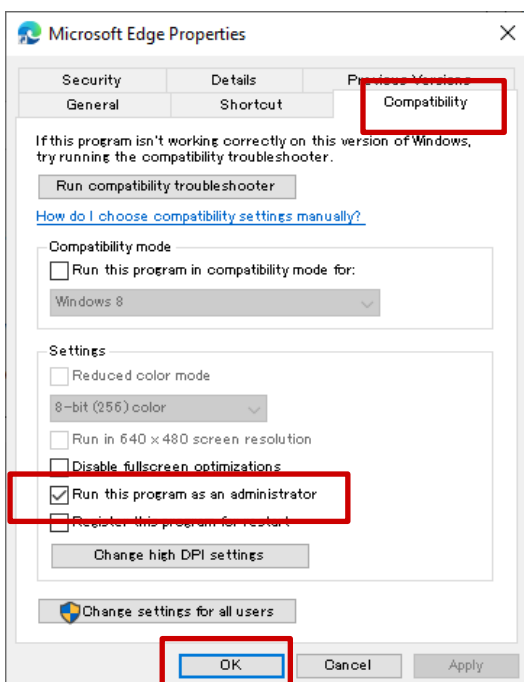 Microsoft Edge Properties
Security Details Previous Versions
General Shortcut Compatibility
If this program isn't working correctly on this version of Windows,
try running the compatibility troubleshooter.
Run compatibility troubleshooter
How do I choose compatibility settings manually?
Compatibility mode
Run this program in compatibility mode for:
Windows 8
Settings
Reduced color mode
8-bit (256) color
Run in 640 × 480 screen resolution
Disable fullscreen optimizations
Run this program as an administrator
Register this program for restart
Change high DPI settings
Change settings for all users
OK Cancel Apply